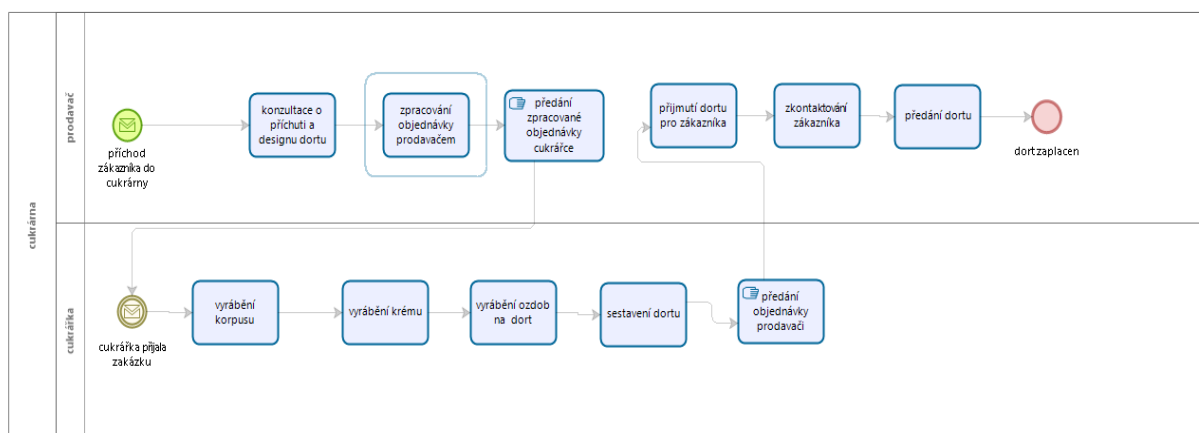 cukrárna
prodavač
příchod
zákazníka do
cukrárny
konzultace o
příchuti a
designu dortu
zpracování
objednávky
prodavačem
předání
zpracované
objednávky
cukrářce
přijmutí dortu
pro zákazníka
zkontaktování
zákazníka
předání dortu
dort zaplacen
cukrářka
cukrářka přijala
zakázku
vyrábění
korpusu
vyrábění krému
vyrábění ozdob
na dort
sestavení dortu
předání
objednávky
prodavači